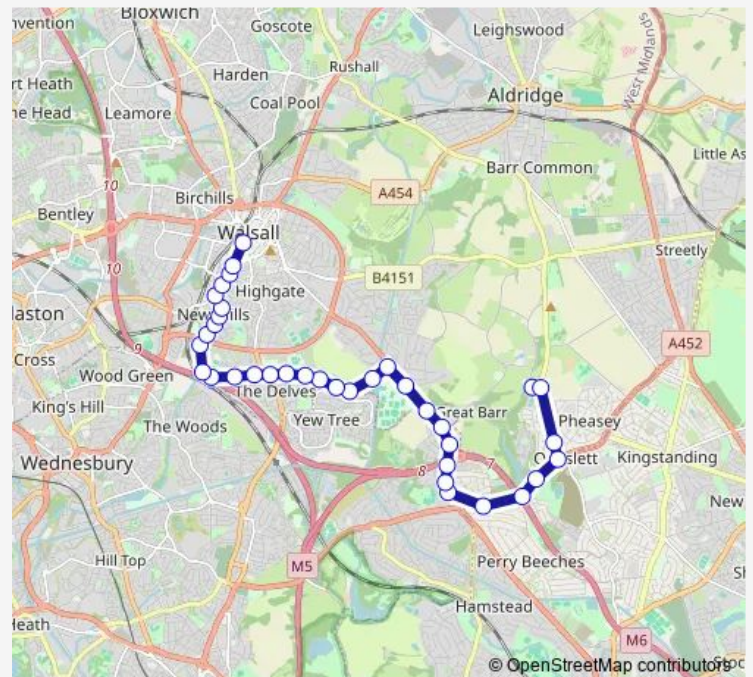 Bloxwich
nvention
Goscote
Leighswood
West Midlands
Rushall
rt Heath
Harden
Aldridge
ne Head
Leamore
Coal Pool
Little As
Barr Common
10
Birchills
A454
Bentley
Walsall
Streetly
10
B4151
Highgate
laston
A452
Cross
9
Wood Green
The Delves
King's Hill
Great Barr
Pheasey
The Woods
Yew Tree
Wednesbury
8
7
Kingstanding
New
Hill Top
M5
Perry Beeches
Hamstead
Heath
M6
© OpenStreetMap contributors